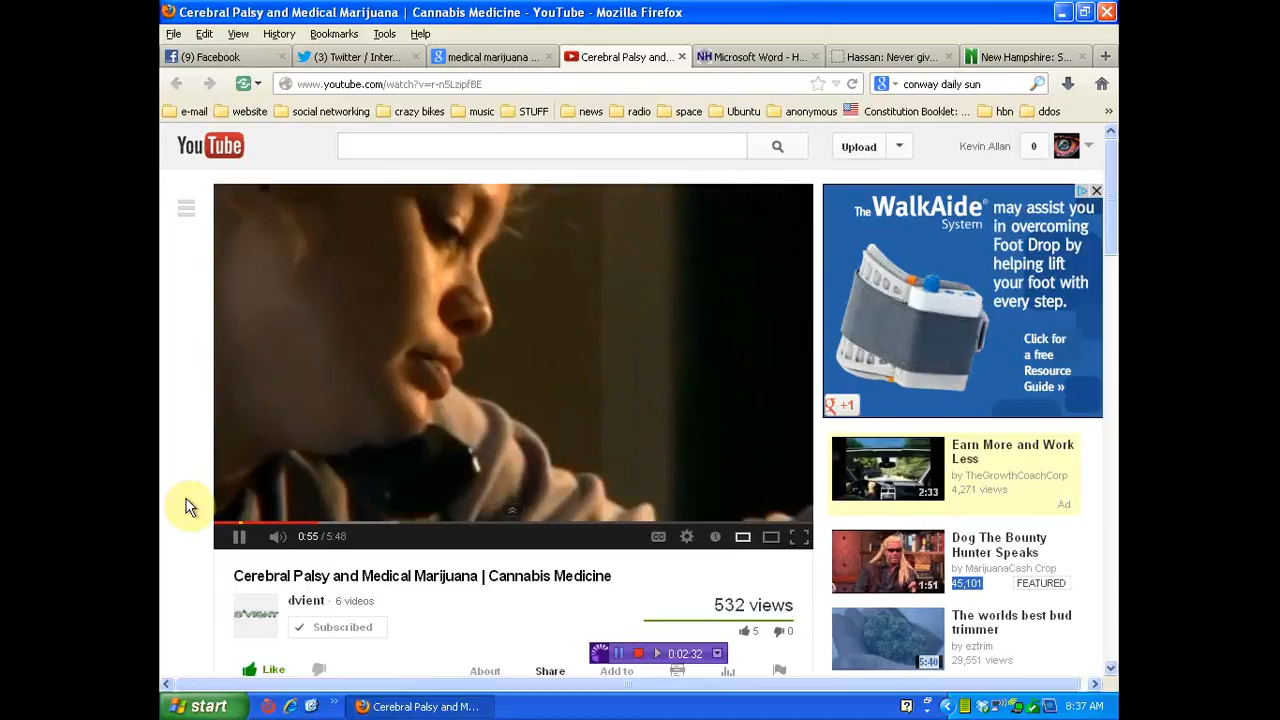 Cerebral Palsy and Medical Marijuana | Cannabis Medicine - YouTube - Mozilla Firefox
File Edit View History Bookmarks Tools Help
(9) Facebook (3) Twitter / Inter... medical marijuana ... Cerebral Palsy and... Microsoft Word - H... Hassan: Never giv... New Hampshire: S...
www.youtube.com/watch?v=r-n5LzipfBE conway daily sun
e-mail website social networking crazy bikes music STUFF news radio space Ubuntu anonymous Constitution Booklet:... hbn ddos »
YouTube Upload Kevin Allan 0
The WalkAide® System
may assist you
in overcoming
Foot Drop by
helping lift
your foot with
every step.
Click for
a free
Resource
Guide »
+1
0:55 / 5:48
Earn More and Work
Less
by TheGrowthCoachCorp
4,271 views
2:33
Ad
Dog The Bounty
Hunter Speaks
by MarijuanaCash Crop
45,101 FEATURED
1:51
The worlds best bud
trimmer
by eztrim
29,551 views
5:40
Cerebral Palsy and Medical Marijuana | Cannabis Medicine
dvient · 6 videos
Subscribed
532 views
5 0
Like About Share Add to
0:02:32
start Cerebral Palsy and M... 8:37 AM